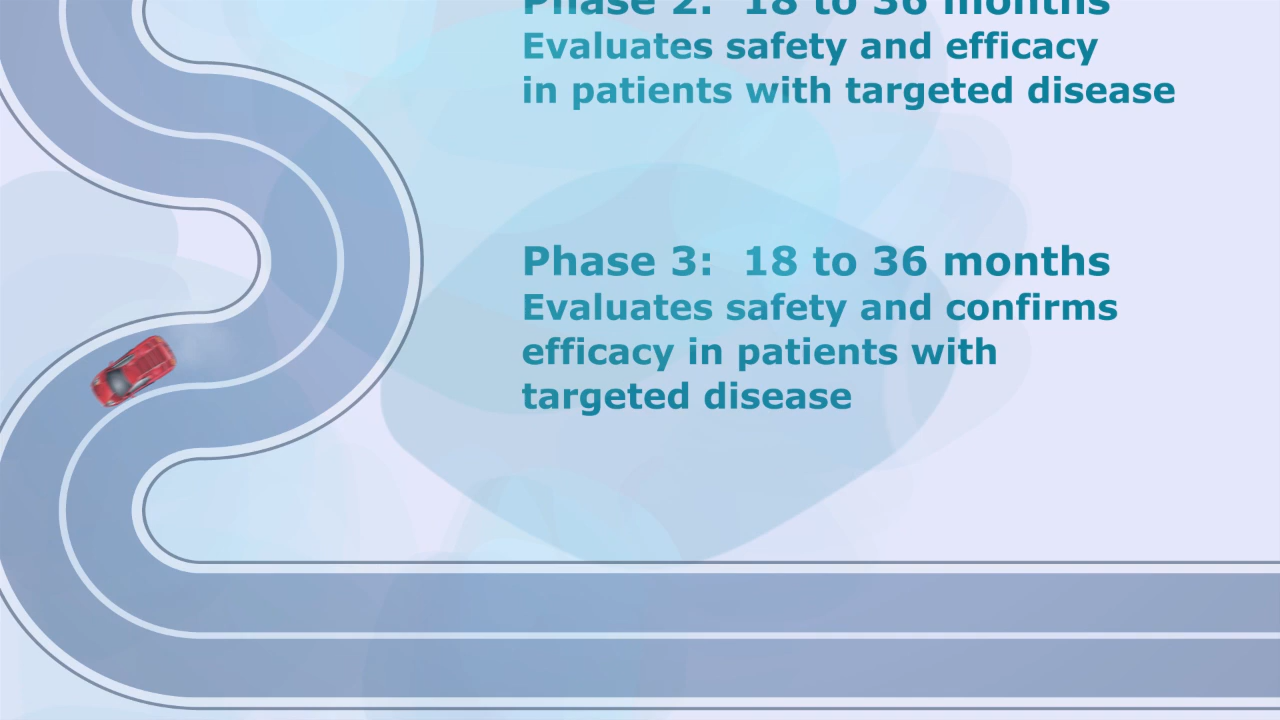 Phase 2:  18 to 36 months
Evaluates safety and efficacy
in patients with targeted disease
Phase 3:  18 to 36 months
Evaluates safety and confirms
efficacy in patients with
targeted disease